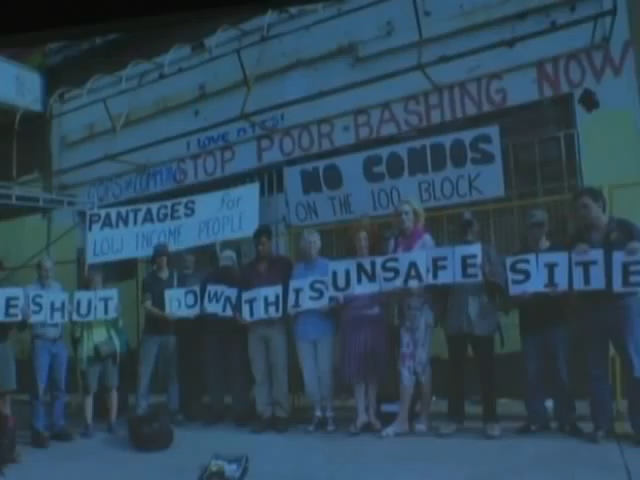 I LOVE
STOP POOR-BASHING NOW
PANTAGES for
LOW INCOME PEOPLE
NO CONDOS
ON THE 100 BLOCK
E SHUT DOWN THIS UNSAFE SITE